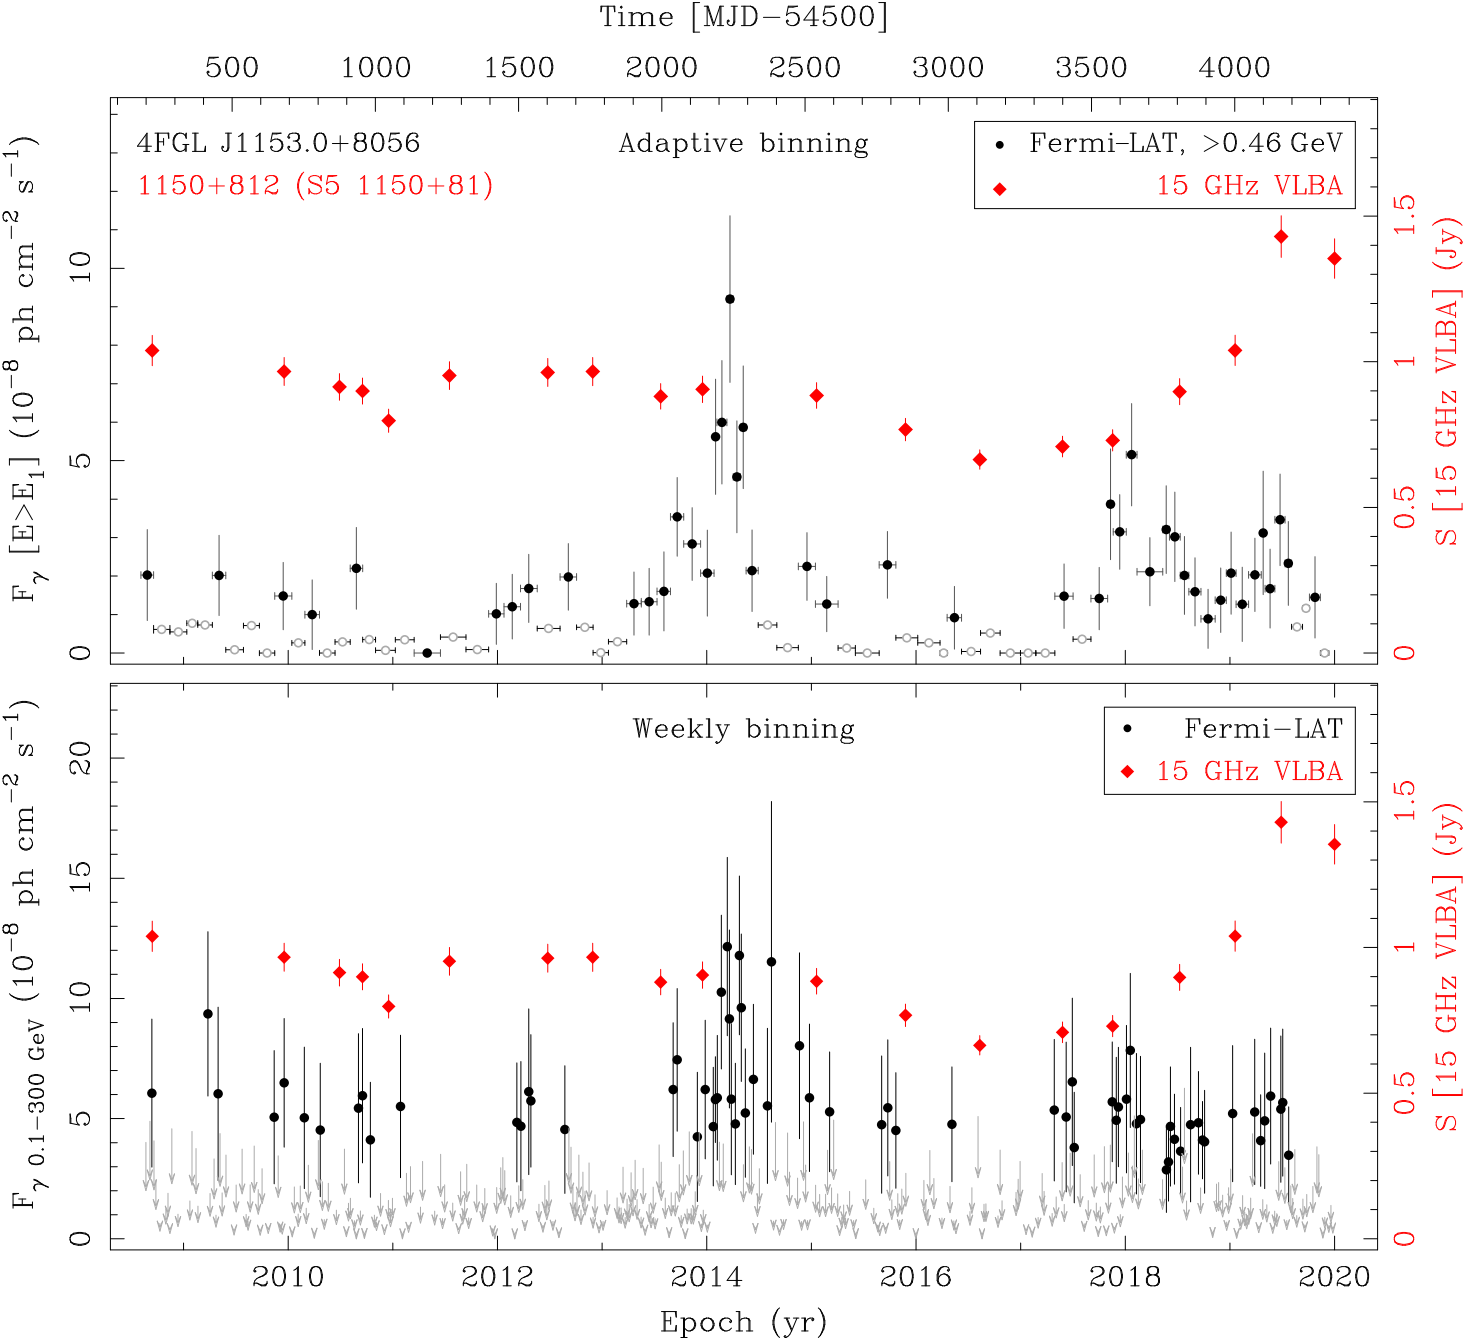 Time [MJD−54500]
500 1000 1500 2000 2500 3000 3500 4000
4FGL J1153.0+8056
Adaptive binning
1150+812 (S5 1150+81)
Fermi−LAT, >0.46 GeV
15 GHz VLBA
F γ [E>E1] (10−8 ph cm−2 s−1)
10
5
0
1.5
1
0.5
0
S [15 GHz VLBA] (Jy)
Weekly binning
Fermi−LAT
15 GHz VLBA
F γ 0.1−300 GeV (10−8 ph cm−2 s−1)
20
15
10
5
0
1.5
1
0.5
0
S [15 GHz VLBA] (Jy)
2010 2012 2014 2016 2018 2020
Epoch (yr)